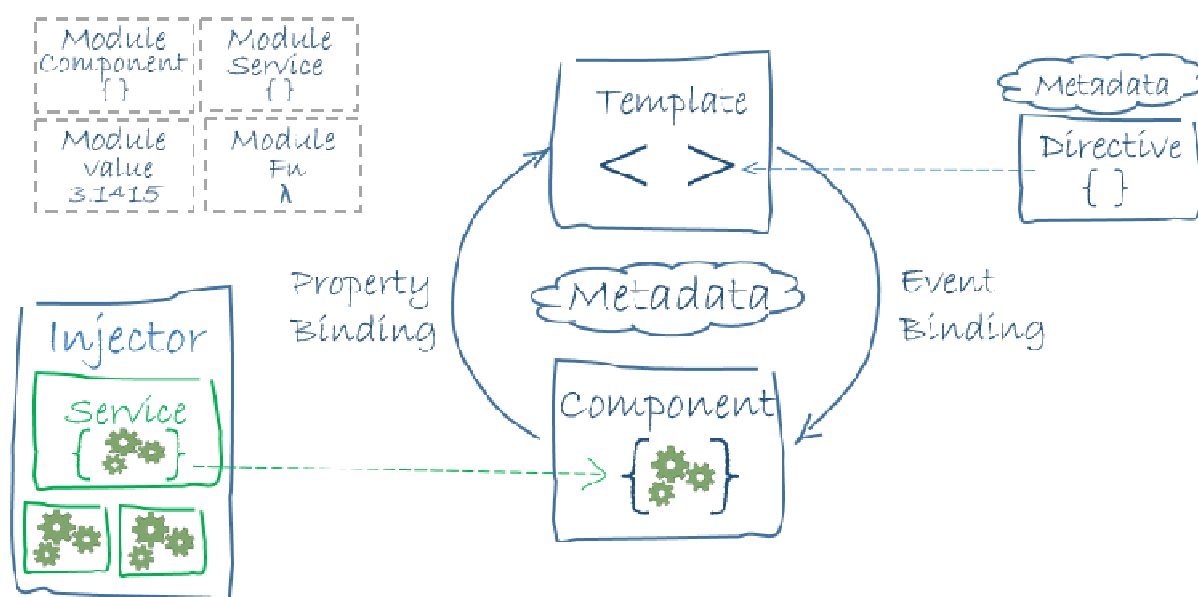 Module
Component
{ }
Module
Service
{ }
Module
value
3.1415
Module
Fn
λ
Template
< >
Metadata
Directive
{ }
Property
Binding
Metadata
Event
Binding
Injector
Service
{ }
Component
{ }